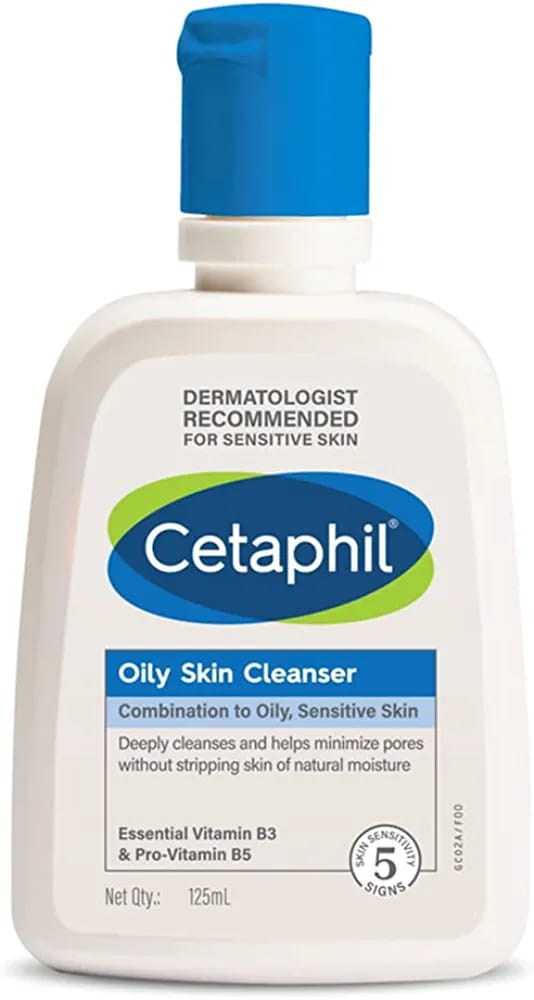 DERMATOLOGIST
RECOMMENDED
FOR SENSITIVE SKIN
Cetaphil®
Oily Skin Cleanser
Combination to Oily, Sensitive Skin
Deeply cleanses and helps minimize pores
without stripping skin of natural moisture
Essential Vitamin B3
& Pro-Vitamin B5
SKIN SENSITIVITY
5
SIGNS
GC02A/F00
Net Qty.: 125mL